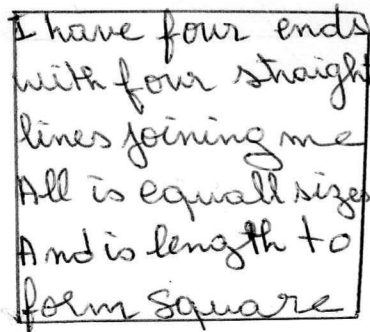 I have four ends
with four straight
lines joining me
All is equall sizes
And is length to
form square